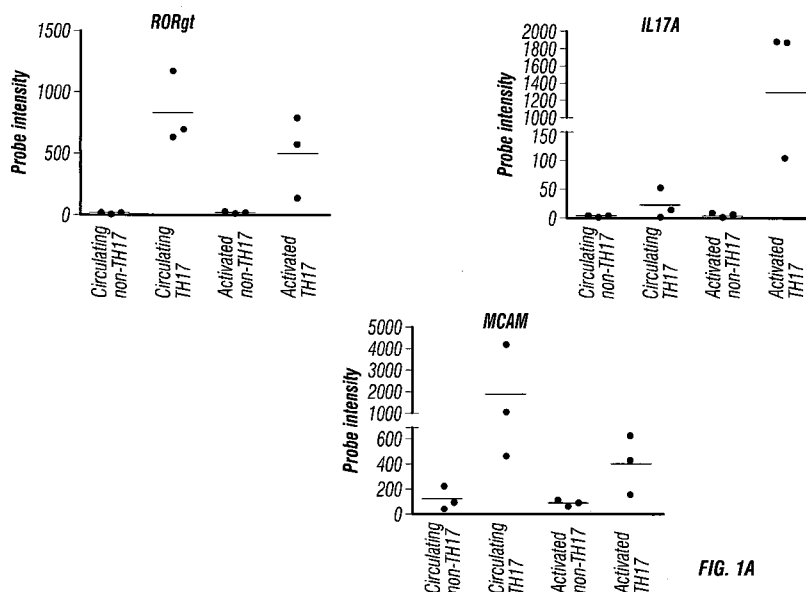 RORgt
Probe intensity
1500
1000
500
0
Circulating
non-TH17
Circulating
TH17
Activated
non-TH17
Activated
TH17
IL17A
Probe intensity
2000
1800
1600
1400
1200
1000
150
100
50
0
Circulating
non-TH17
Circulating
TH17
Activated
non-TH17
Activated
TH17
MCAM
Probe intensity
5000
4000
3000
2000
1000
600
400
200
0
Circulating
non-TH17
Circulating
TH17
Activated
non-TH17
Activated
TH17
FIG. 1A